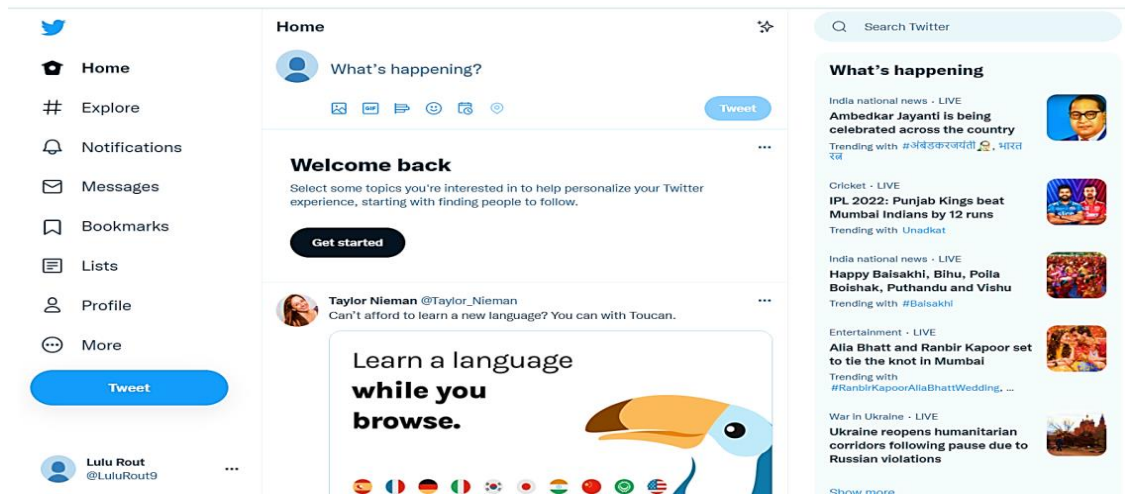 Home
Explore
Notifications
Messages
Bookmarks
Lists
Profile
More
Tweet
Lulu Rout
@LuluRout9
Home
What's happening?
GIF
Tweet
Welcome back
Select some topics you're interested in to help personalize your Twitter
experience, starting with finding people to follow.
Get started
Taylor Nieman @Taylor_Nieman
Can't afford to learn a new language? You can with Toucan.
Learn a language
while you
browse.
Search Twitter
What's happening
India national news · LIVE
Ambedkar Jayanti is being
celebrated across the country
Trending with #अंबेडकरजयंती, भारत
रत्न
Cricket · LIVE
IPL 2022: Punjab Kings beat
Mumbai Indians by 12 runs
Trending with Unadkat
India national news · LIVE
Happy Baisakhi, Bihu, Poila
Boishak, Puthandu and Vishu
Trending with #Baisakhi
Entertainment · LIVE
Alia Bhatt and Ranbir Kapoor set
to tie the knot in Mumbai
Trending with
#RanbirKapoorAliaBhattWedding, ...
War in Ukraine · LIVE
Ukraine reopens humanitarian
corridors following pause due to
Russian violations
Show more